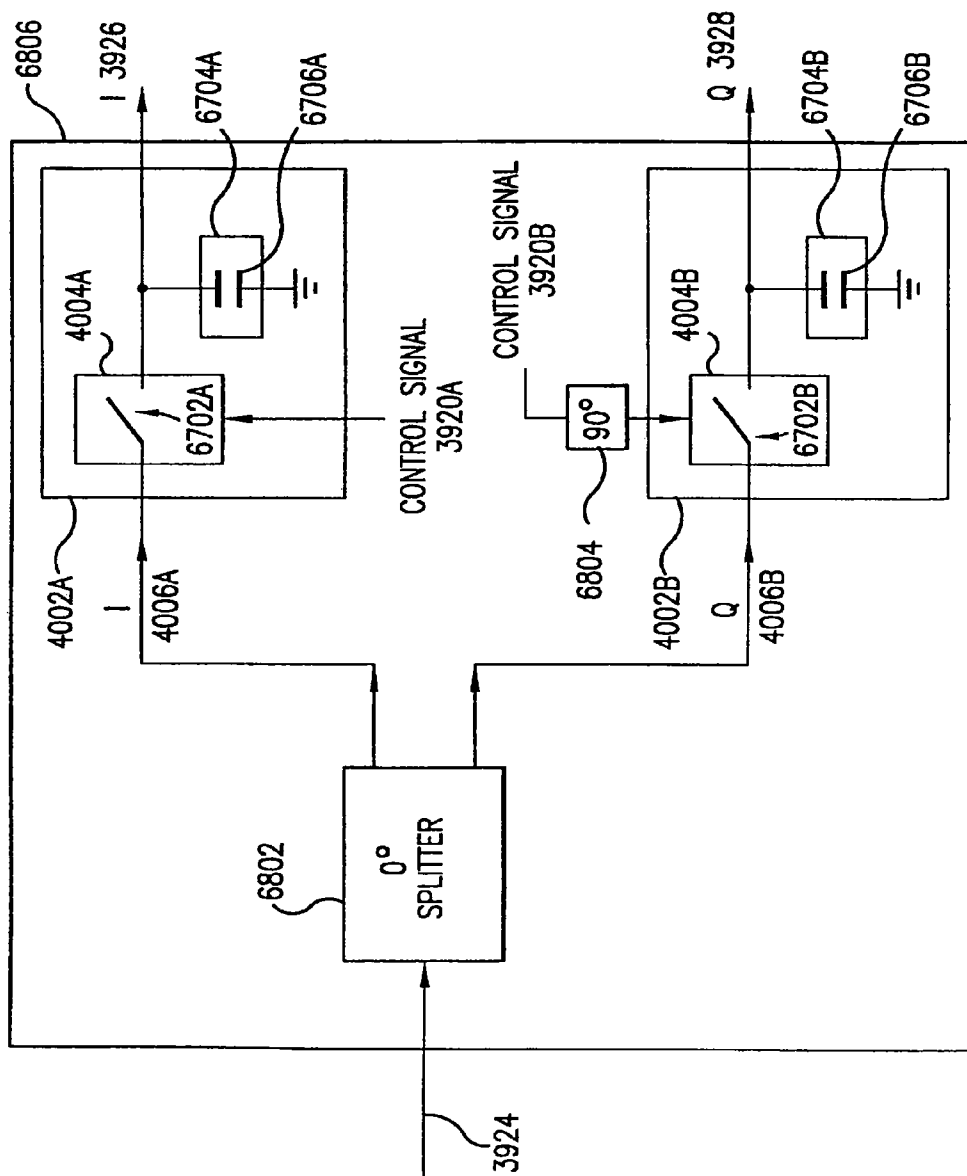 6806
I 3926
6704A
6706A
4004A
6702A
CONTROL SIGNAL
3920A
4002A
I
4006A
6802
0°
SPLITTER
3924
CONTROL SIGNAL
3920B
90°
6804
4004B
6702B
Q 3928
6704B
6706B
4002B
Q
4006B